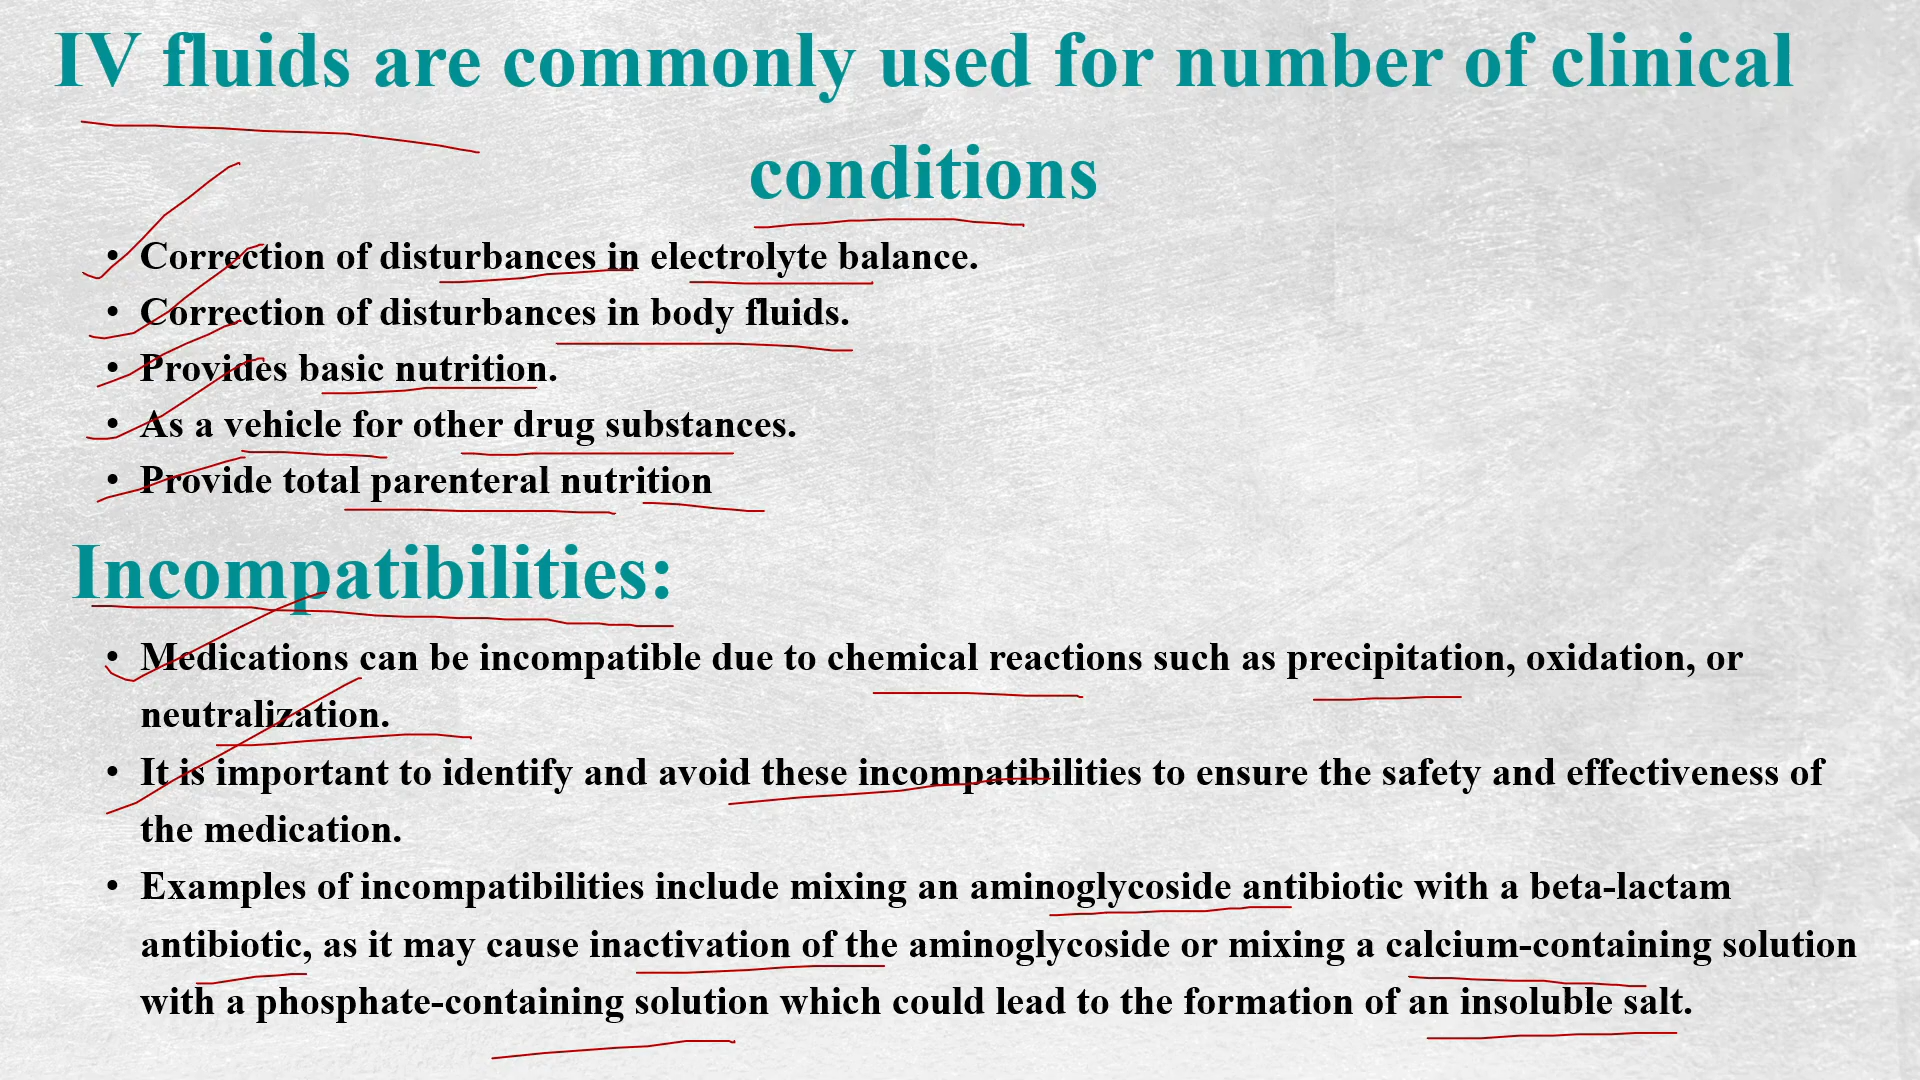 IV fluids are commonly used for number of clinical
conditions
• Correction of disturbances in electrolyte balance.
• Correction of disturbances in body fluids.
• Provides basic nutrition.
• As a vehicle for other drug substances.
• Provide total parenteral nutrition
Incompatibilities:
• Medications can be incompatible due to chemical reactions such as precipitation, oxidation, or
neutralization.
• It is important to identify and avoid these incompatibilities to ensure the safety and effectiveness of
the medication.
• Examples of incompatibilities include mixing an aminoglycoside antibiotic with a beta-lactam
antibiotic, as it may cause inactivation of the aminoglycoside or mixing a calcium-containing solution
with a phosphate-containing solution which could lead to the formation of an insoluble salt.